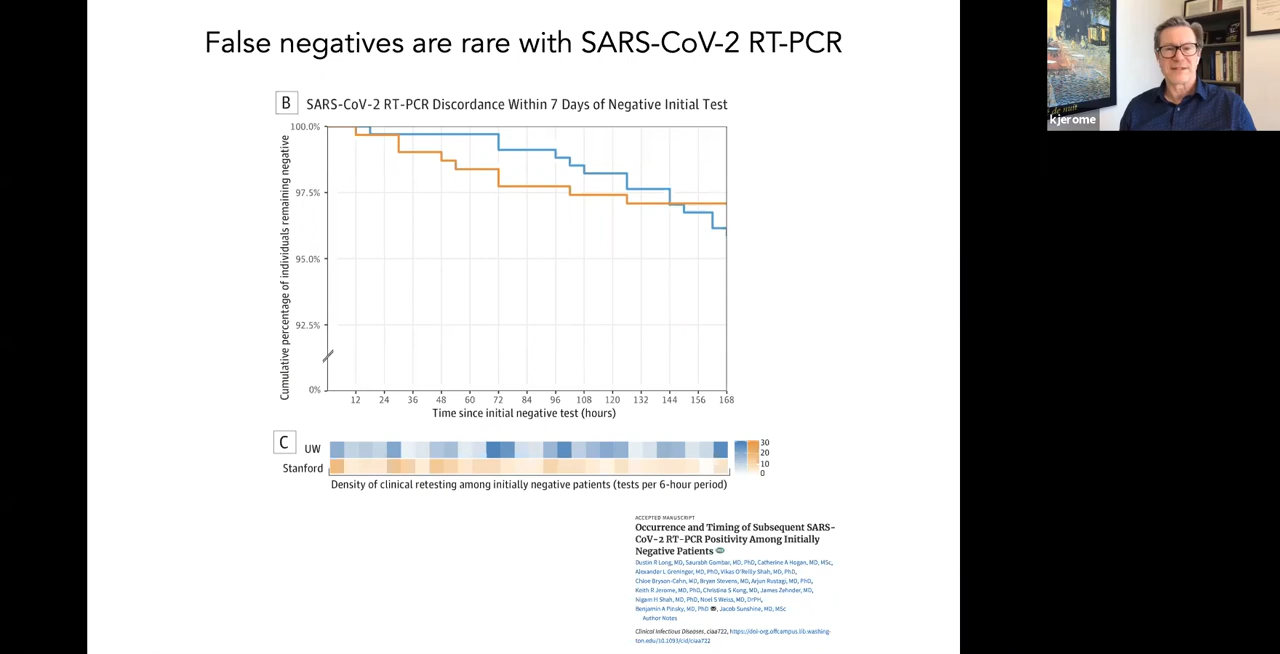 False negatives are rare with SARS-CoV-2 RT-PCR
B SARS-CoV-2 RT-PCR Discordance Within 7 Days of Negative Initial Test
Cumulative percentage of individuals remaining negative
100.0%
97.5%
95.0%
92.5%
0%
12 24 36 48 60 72 84 96 108 120 132 144 156 168
Time since initial negative test (hours)
C
UW
Stanford
30
20
10
0
Density of clinical retesting among initially negative patients (tests per 6-hour period)
ACCEPTED MANUSCRIPT
Occurrence and Timing of Subsequent SARS-
CoV-2 RT-PCR Positivity Among Initially
Negative Patients
Dustin R Long, MD, Saurabh Gombar, MD, PhD, Catherine A Hogan, MD, MSc,
Alexander L Greninger, MD, PhD, Vikas O'Reilly Shah, MD, PhD,
Chloe Bryson-Cahn, MD, Bryan Stevens, MD, Arjun Rustagi, MD, PhD,
Keith R Jerome, MD, PhD, Christina S Kong, MD, James Zehnder, MD,
Nigam H Shah, MD, PhD, Noel S Weiss, MD, DrPH,
Benjamin A Pinsky, MD, PhD, Jacob Sunshine, MD, MSc
Author Notes
Clinical Infectious Diseases, ciaa722, https://doi-org.offcampus.lib.washing-
ton.edu/10.1093/cid/ciaa722
de nuit
kjerome